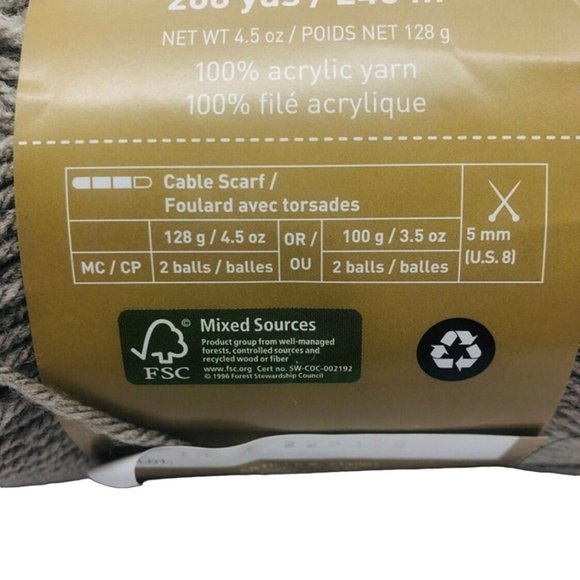 NET WT 4.5 oz / POIDS NET 128 g
100% acrylic yarn
100% filé acrylique
Cable Scarf /
Foulard avec torsades
128 g / 4.5 oz OR / 100 g / 3.5 oz 5 mm
OU (U.S. 8)
MC / CP 2 balls / balles 2 balls / balles
© Mixed Sources
Product group from well-managed
forests, controlled sources and
recycled wood or fiber
FSC www.fsc.org Cert no. SW-COC-002192
© 1996 Forest Stewardship Council